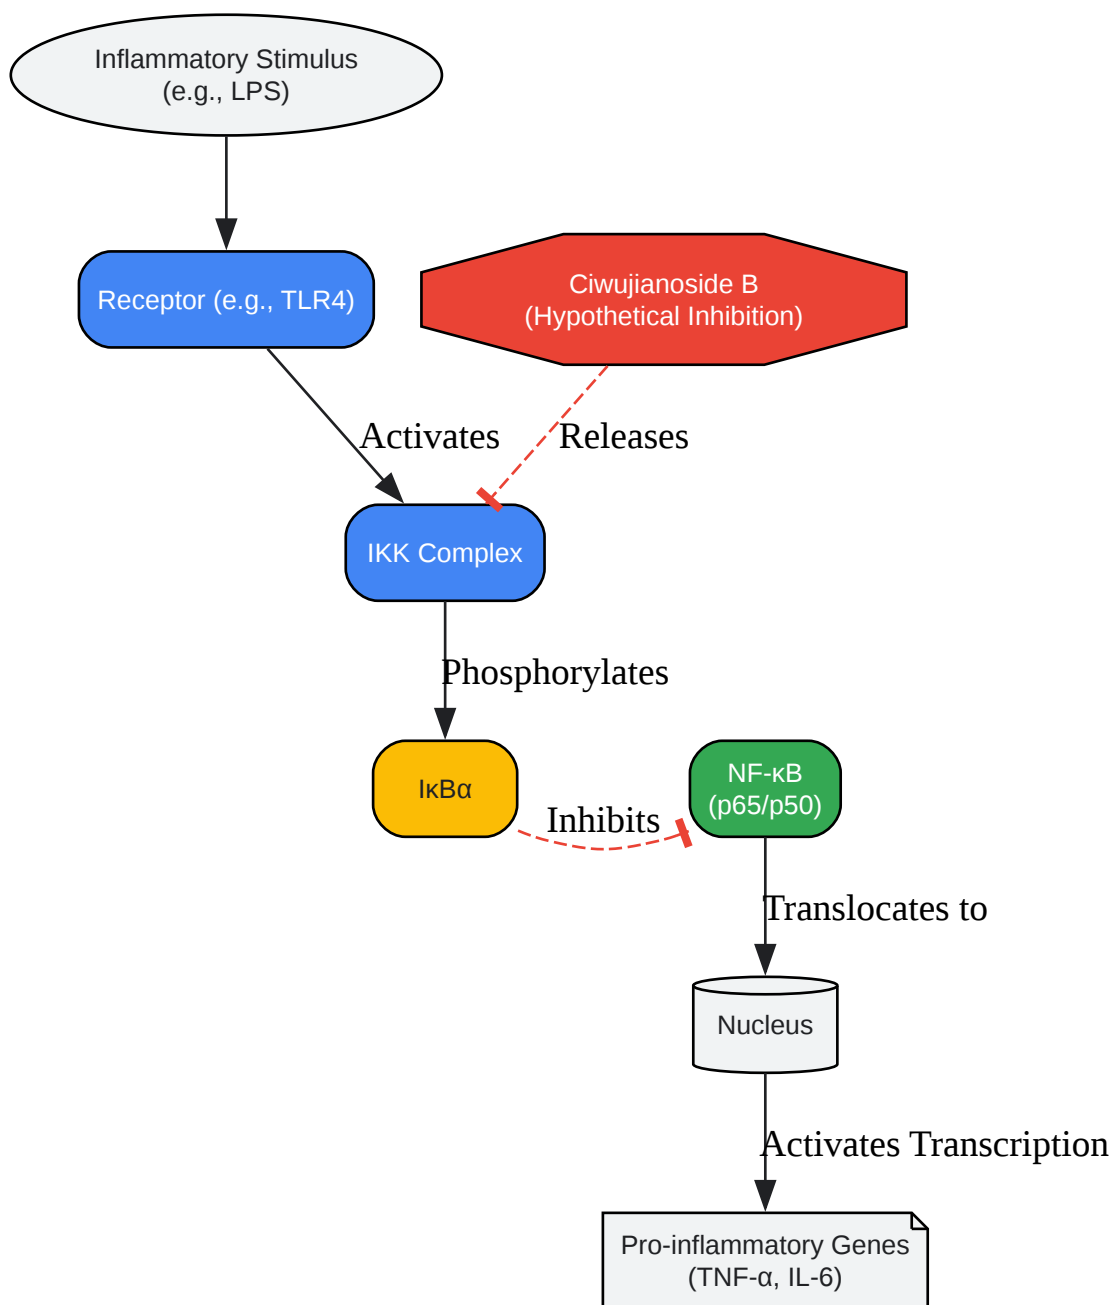 Inflammatory Stimulus
(e.g., LPS)
Receptor (e.g., TLR4)
Ciwujianoside B
(Hypothetical Inhibition)
Activates
Releases
IKK Complex
Phosphorylates
IκBα
NF-κB
(p65/p50)
Inhibits
Translocates to
Nucleus
Activates Transcription
Pro-inflammatory Genes
(TNF-α, IL-6)